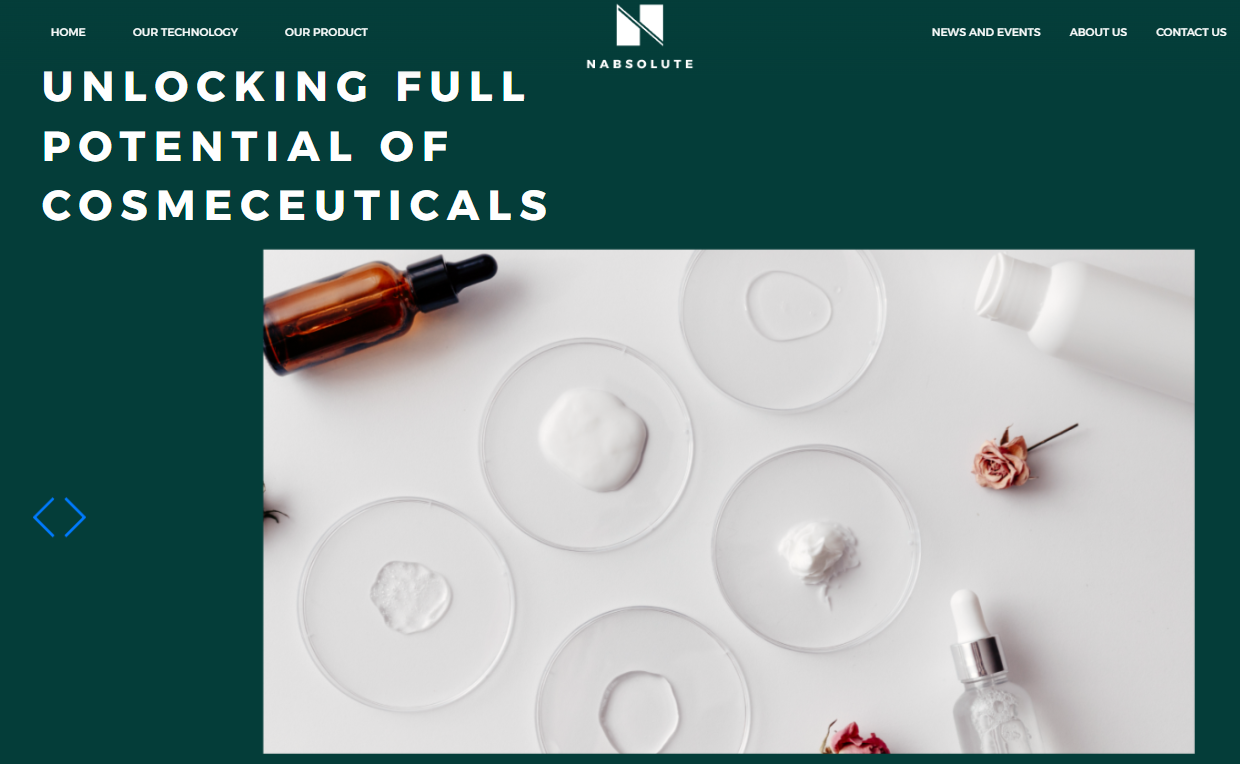 HOME
OUR TECHNOLOGY
OUR PRODUCT
NABSOLUTE
NEWS AND EVENTS
ABOUT US
CONTACT US
UNLOCKING FULL
POTENTIAL OF
COSMECEUTICALS